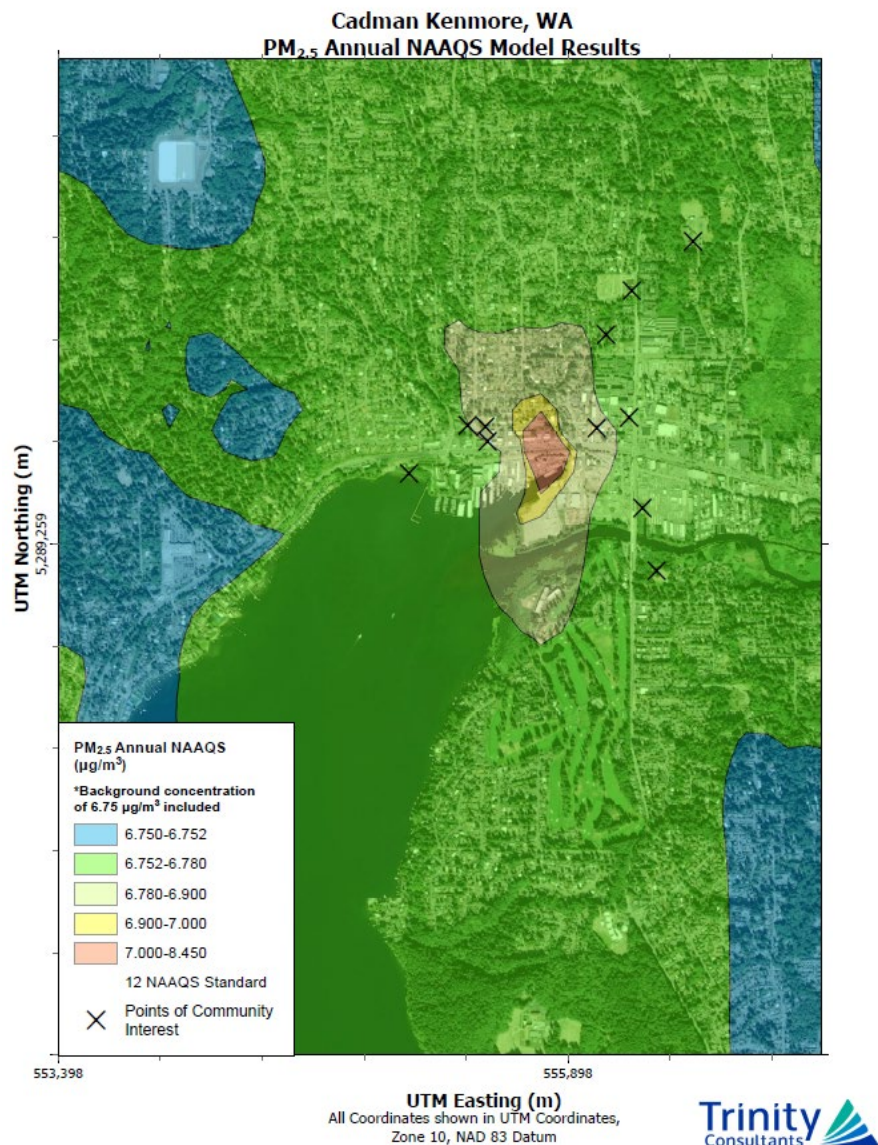 Cadman Kenmore, WA
PM2.5 Annual NAAQS Model Results
UTM Northing (m)
5,289,259
PM2.5 Annual NAAQS
(µg/m³)
*Background concentration
of 6.75 µg/m³ included
6.750-6.752
6.752-6.780
6.780-6.900
6.900-7.000
7.000-8.450
12 NAAQS Standard
Points of Community
Interest
553,398
555,898
UTM Easting (m)
All Coordinates shown in UTM Coordinates,
Zone 10, NAD 83 Datum
Trinity
Consultants